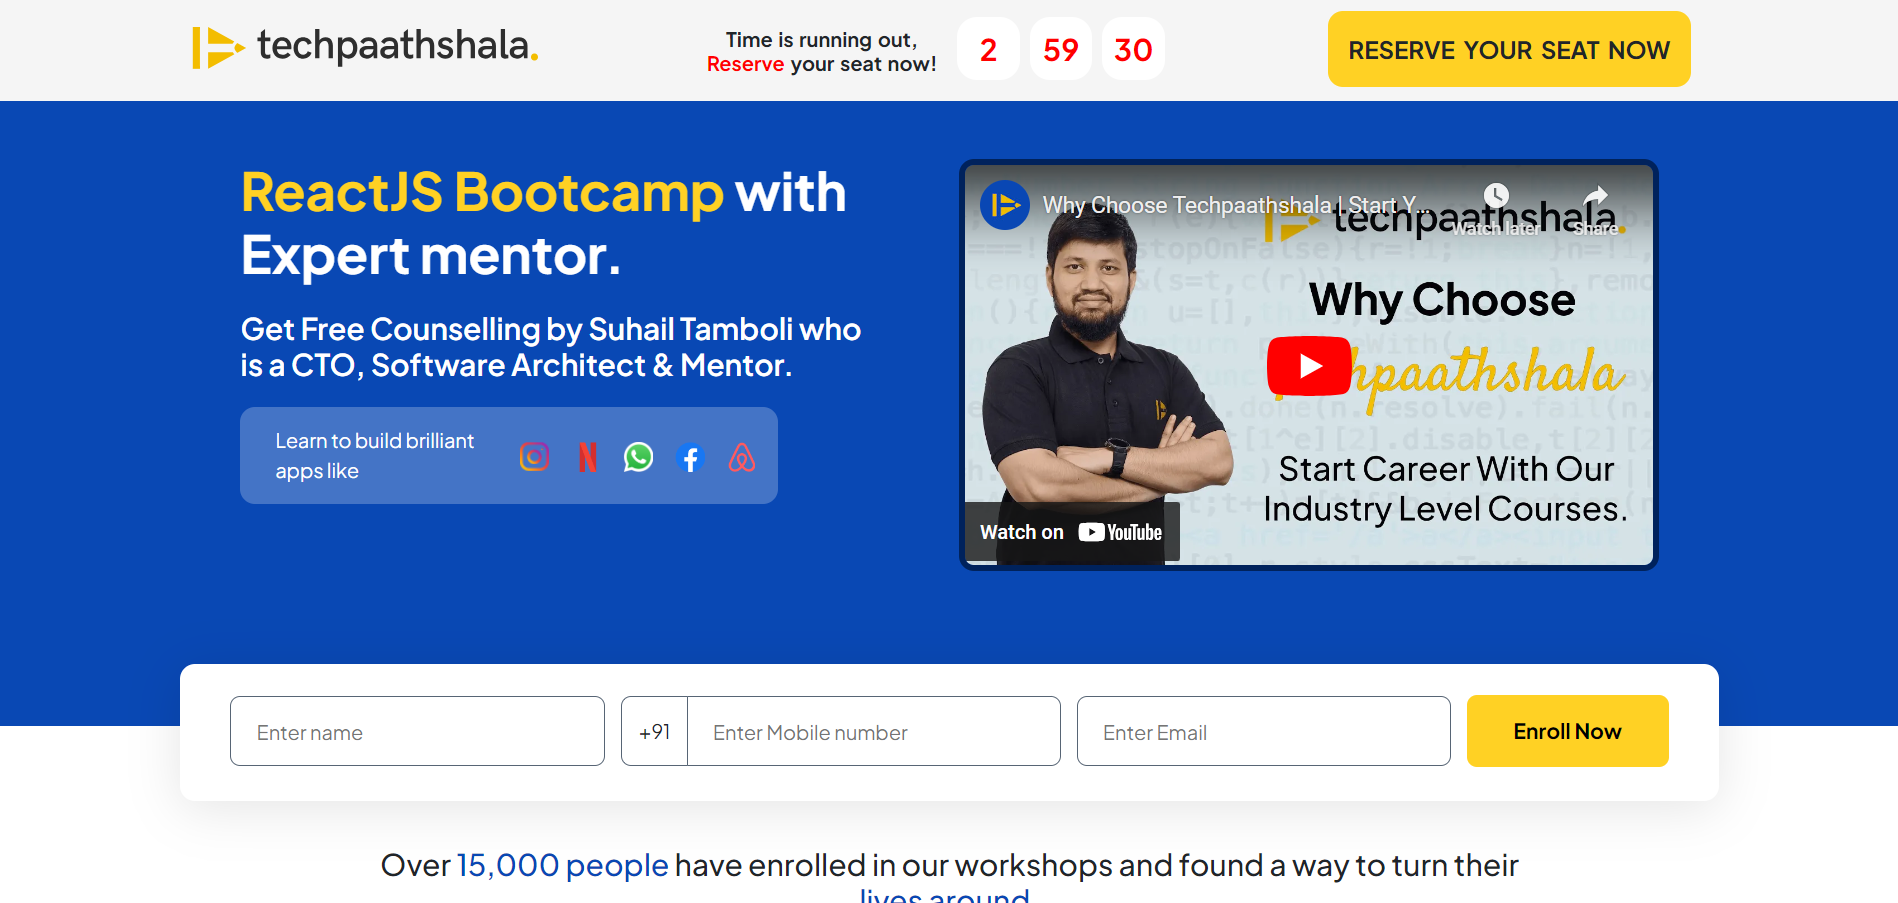 techpaathshala.
Time is running out,
Reserve your seat now!
2 59 30
RESERVE YOUR SEAT NOW
ReactJS Bootcamp with
Expert mentor.
Get Free Counselling by Suhail Tamboli who
is a CTO, Software Architect & Mentor.
Learn to build brilliant
apps like
Why Choose Techpaathshala | Start Y...
Watch later
Share
techpaathshala.
Why Choose
hpaathshala
Start Career With Our
Industry Level Courses.
Watch on YouTube
Enter name
+91
Enter Mobile number
Enter Email
Enroll Now
Over 15,000 people have enrolled in our workshops and found a way to turn their
lives around